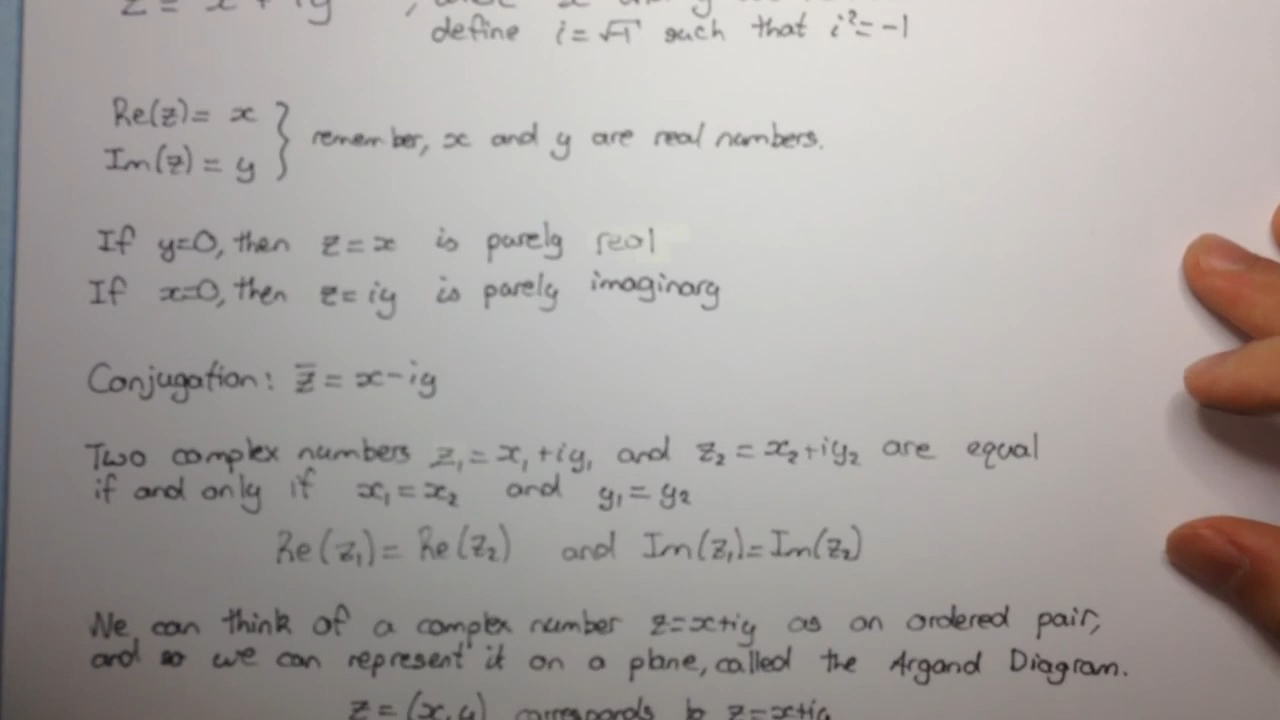 z = x + iy
define i = √-1 such that i² = -1
Re(z) = x
Im(z) = y
remember, x and y are real numbers.
If y=0, then z = x is purely real
If x=0, then z = iy is purely imaginary
Conjugation: z̄ = x - iy
Two complex numbers z₁ = x₁ + iy₁ and z₂ = x₂ + iy₂ are equal
if and only if x₁ = x₂ and y₁ = y₂
Re(z₁) = Re(z₂) and Im(z₁) = Im(z₂)
We can think of a complex number z=x+iy as an ordered pair,
and so we can represent it on a plane, called the Argand Diagram.
z = (x,y) corresponds to z=x+iy